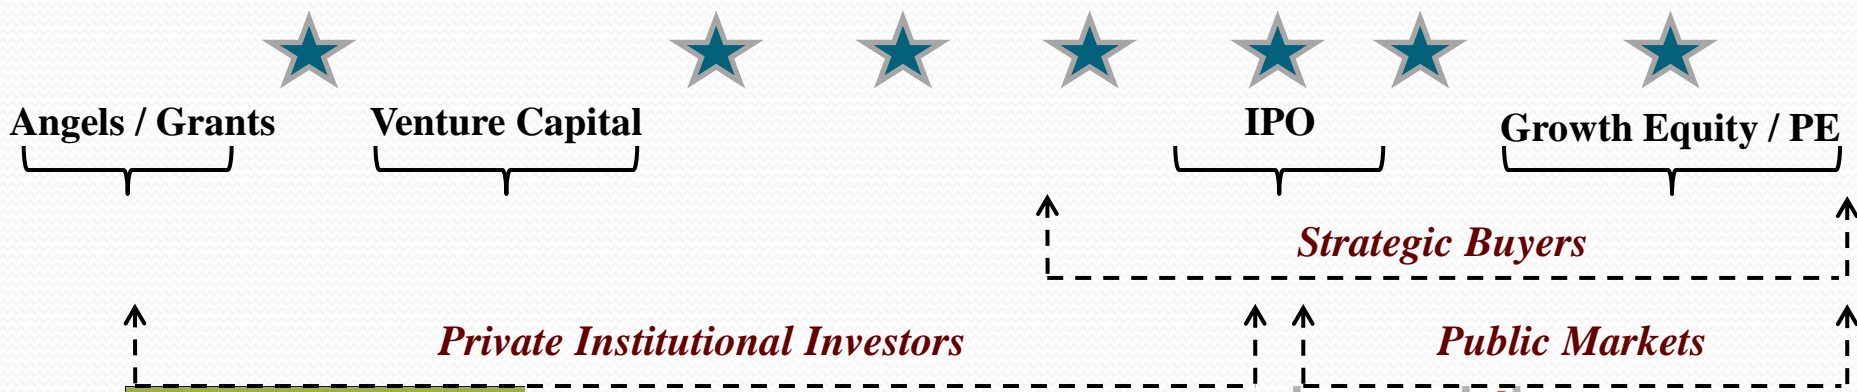 Angels / Grants
Venture Capital
IPO
Growth Equity / PE
Strategic Buyers
Private Institutional Investors
Public Markets